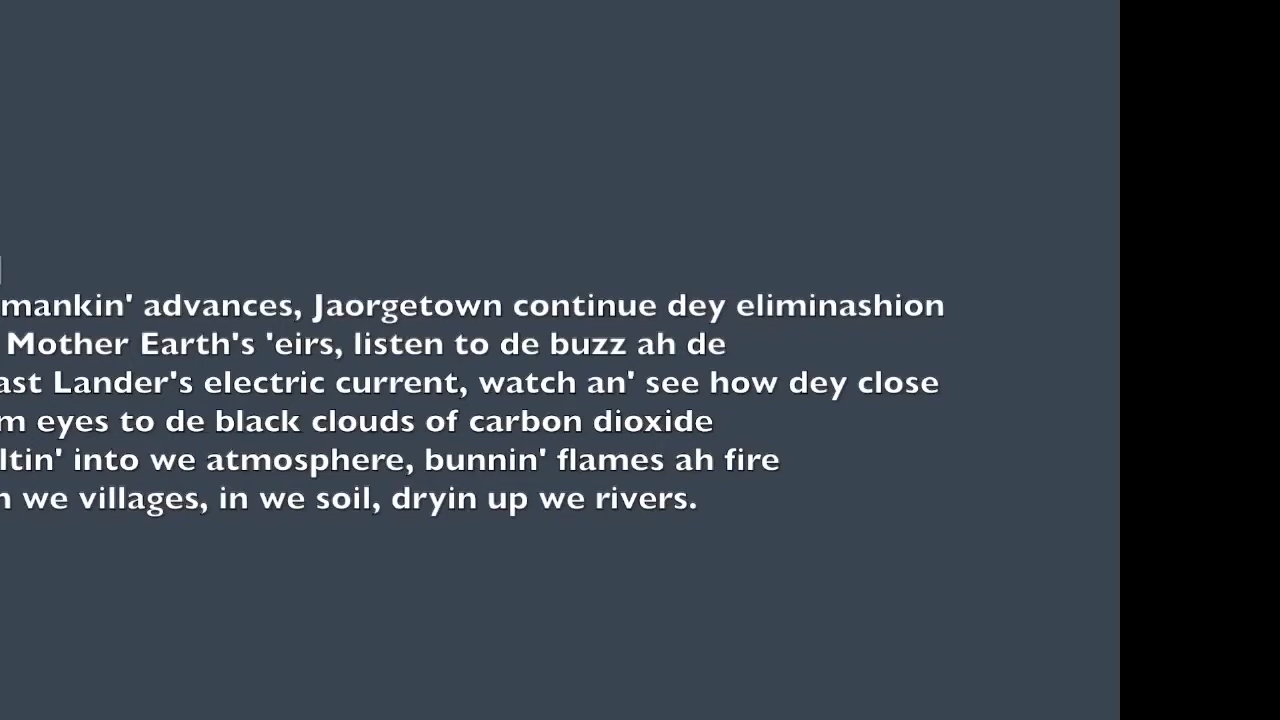 mankin' advances, Jaorgetown continue dey eliminashion
Mother Earth's 'eirs, listen to de buzz ah de
Lander's electric current, watch an' see how dey close
eyes to de black clouds of carbon dioxide
into we atmosphere, bunnin' flames ah fire
we villages, in we soil, dryin up we rivers.